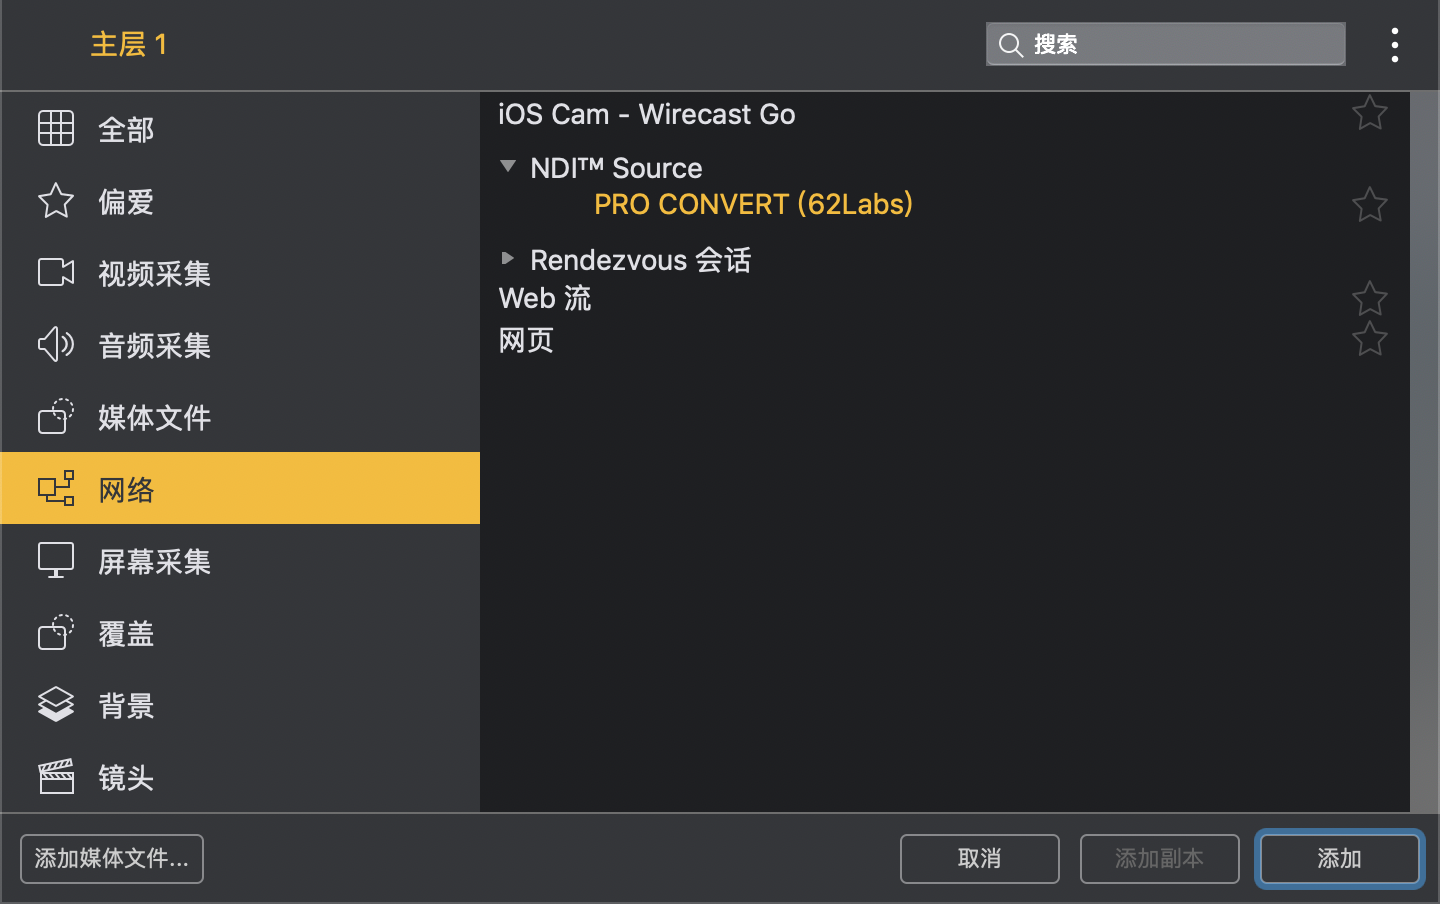 主层 1
搜索
全部
偏爱
视频采集
音频采集
媒体文件
网络
屏幕采集
覆盖
背景
镜头
iOS Cam - Wirecast Go
NDI™ Source
PRO CONVERT (62Labs)
Rendezvous 会话
Web 流
网页
添加媒体文件...
取消
添加副本
添加